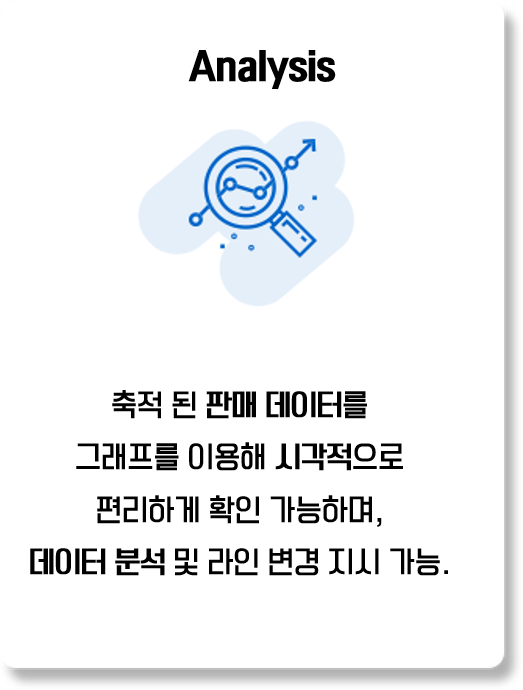 Analysis
축적 된 판매 데이터를
그래프를 이용해 시각적으로
편리하게 확인 가능하며,
데이터 분석 및 라인 변경 지시 가능.